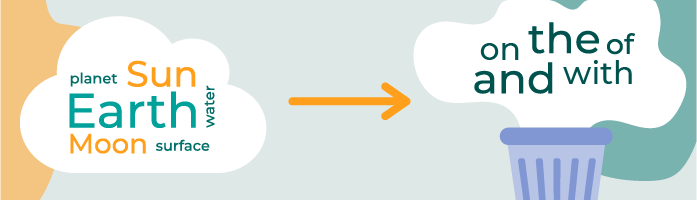 planet Sun
Earth water
Moon surface
on the of
and with